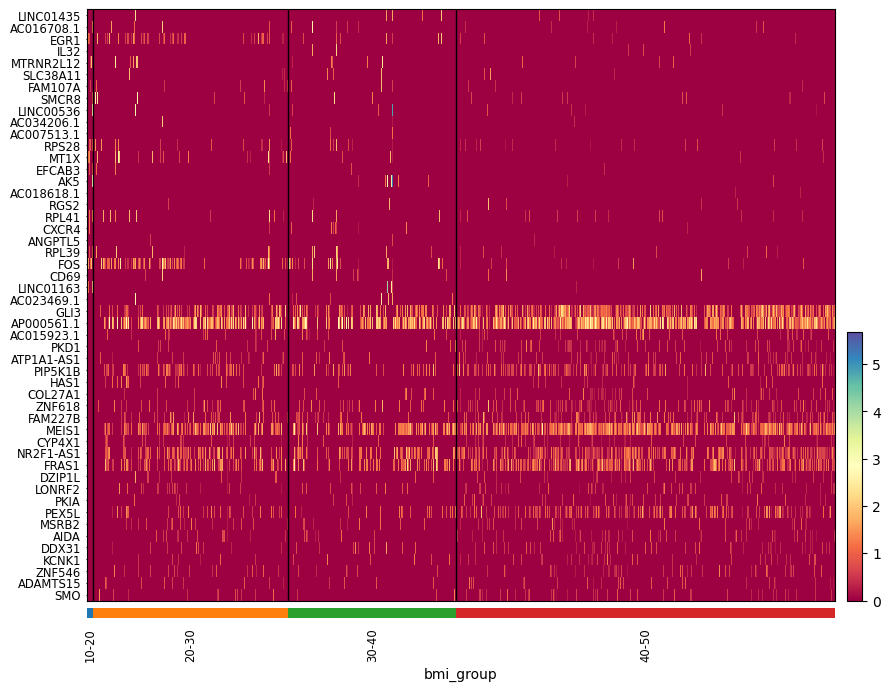 LINC01435
AC016708.1
EGR1
IL32
MTRNR2L12
SLC38A11
FAM107A
SMCR8
LINC00536
AC034206.1
AC007513.1
RPS28
MT1X
EFCAB3
AK5
AC018618.1
RGS2
RPL41
CXCR4
ANGPTL5
RPL39
FOS
CD69
LINC01163
AC023469.1
GLI3
AP000561.1
AC015923.1
PKD1
ATP1A1-AS1
PIP5K1B
HAS1
COL27A1
ZNF618
FAM227B
MEIS1
CYP4X1
NR2F1-AS1
FRAS1
DZIP1L
LONRF2
PKIA
PEX5L
MSRB2
AIDA
DDX31
KCNK1
ZNF546
ADAMTS15
SMO
5
4
3
2
1
0
10-20
20-30
30-40
40-50
bmi_group